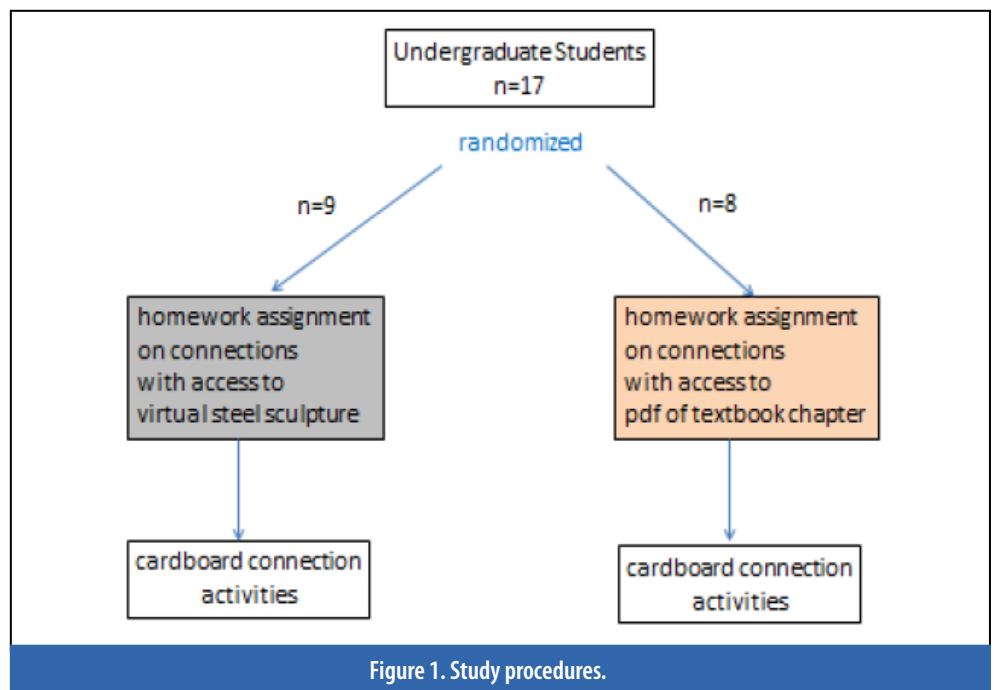 Undergraduate Students
n=17
randomized
n=9
n=8
homework assignment
on connections
with access to
virtual steel sculpture
homework assignment
on connections
with access to
pdf of textbook chapter
cardboard connection
activities
cardboard connection
activities
Figure 1. Study procedures.